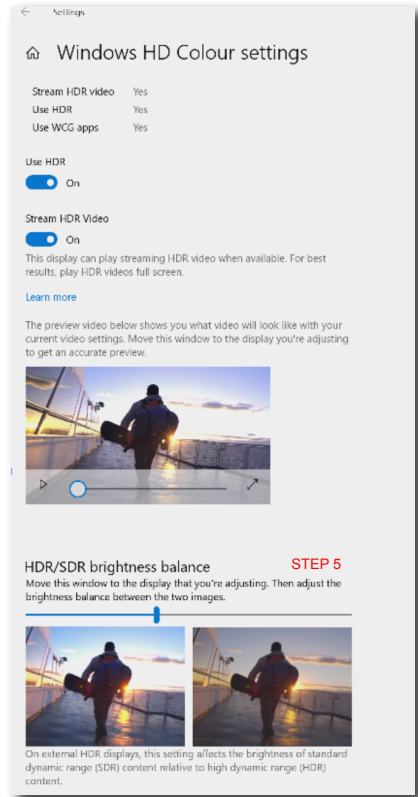 Settings
Windows HD Colour settings
Stream HDR video Yes
Use HDR Yes
Use WCG apps Yes
Use HDR
On
Stream HDR Video
On
This display can play streaming HDR video when available. For best
results, play HDR videos full screen.
Learn more
The preview video below shows you what video will look like with your
current video settings. Move this window to the display you're adjusting
to get an accurate preview.
HDR/SDR brightness balance STEP 5
Move this window to the display that you're adjusting. Then adjust the
brightness balance between the two images.
On external HDR displays, this setting affects the brightness of standard
dynamic range (SDR) content relative to high dynamic range (HDR)
content.